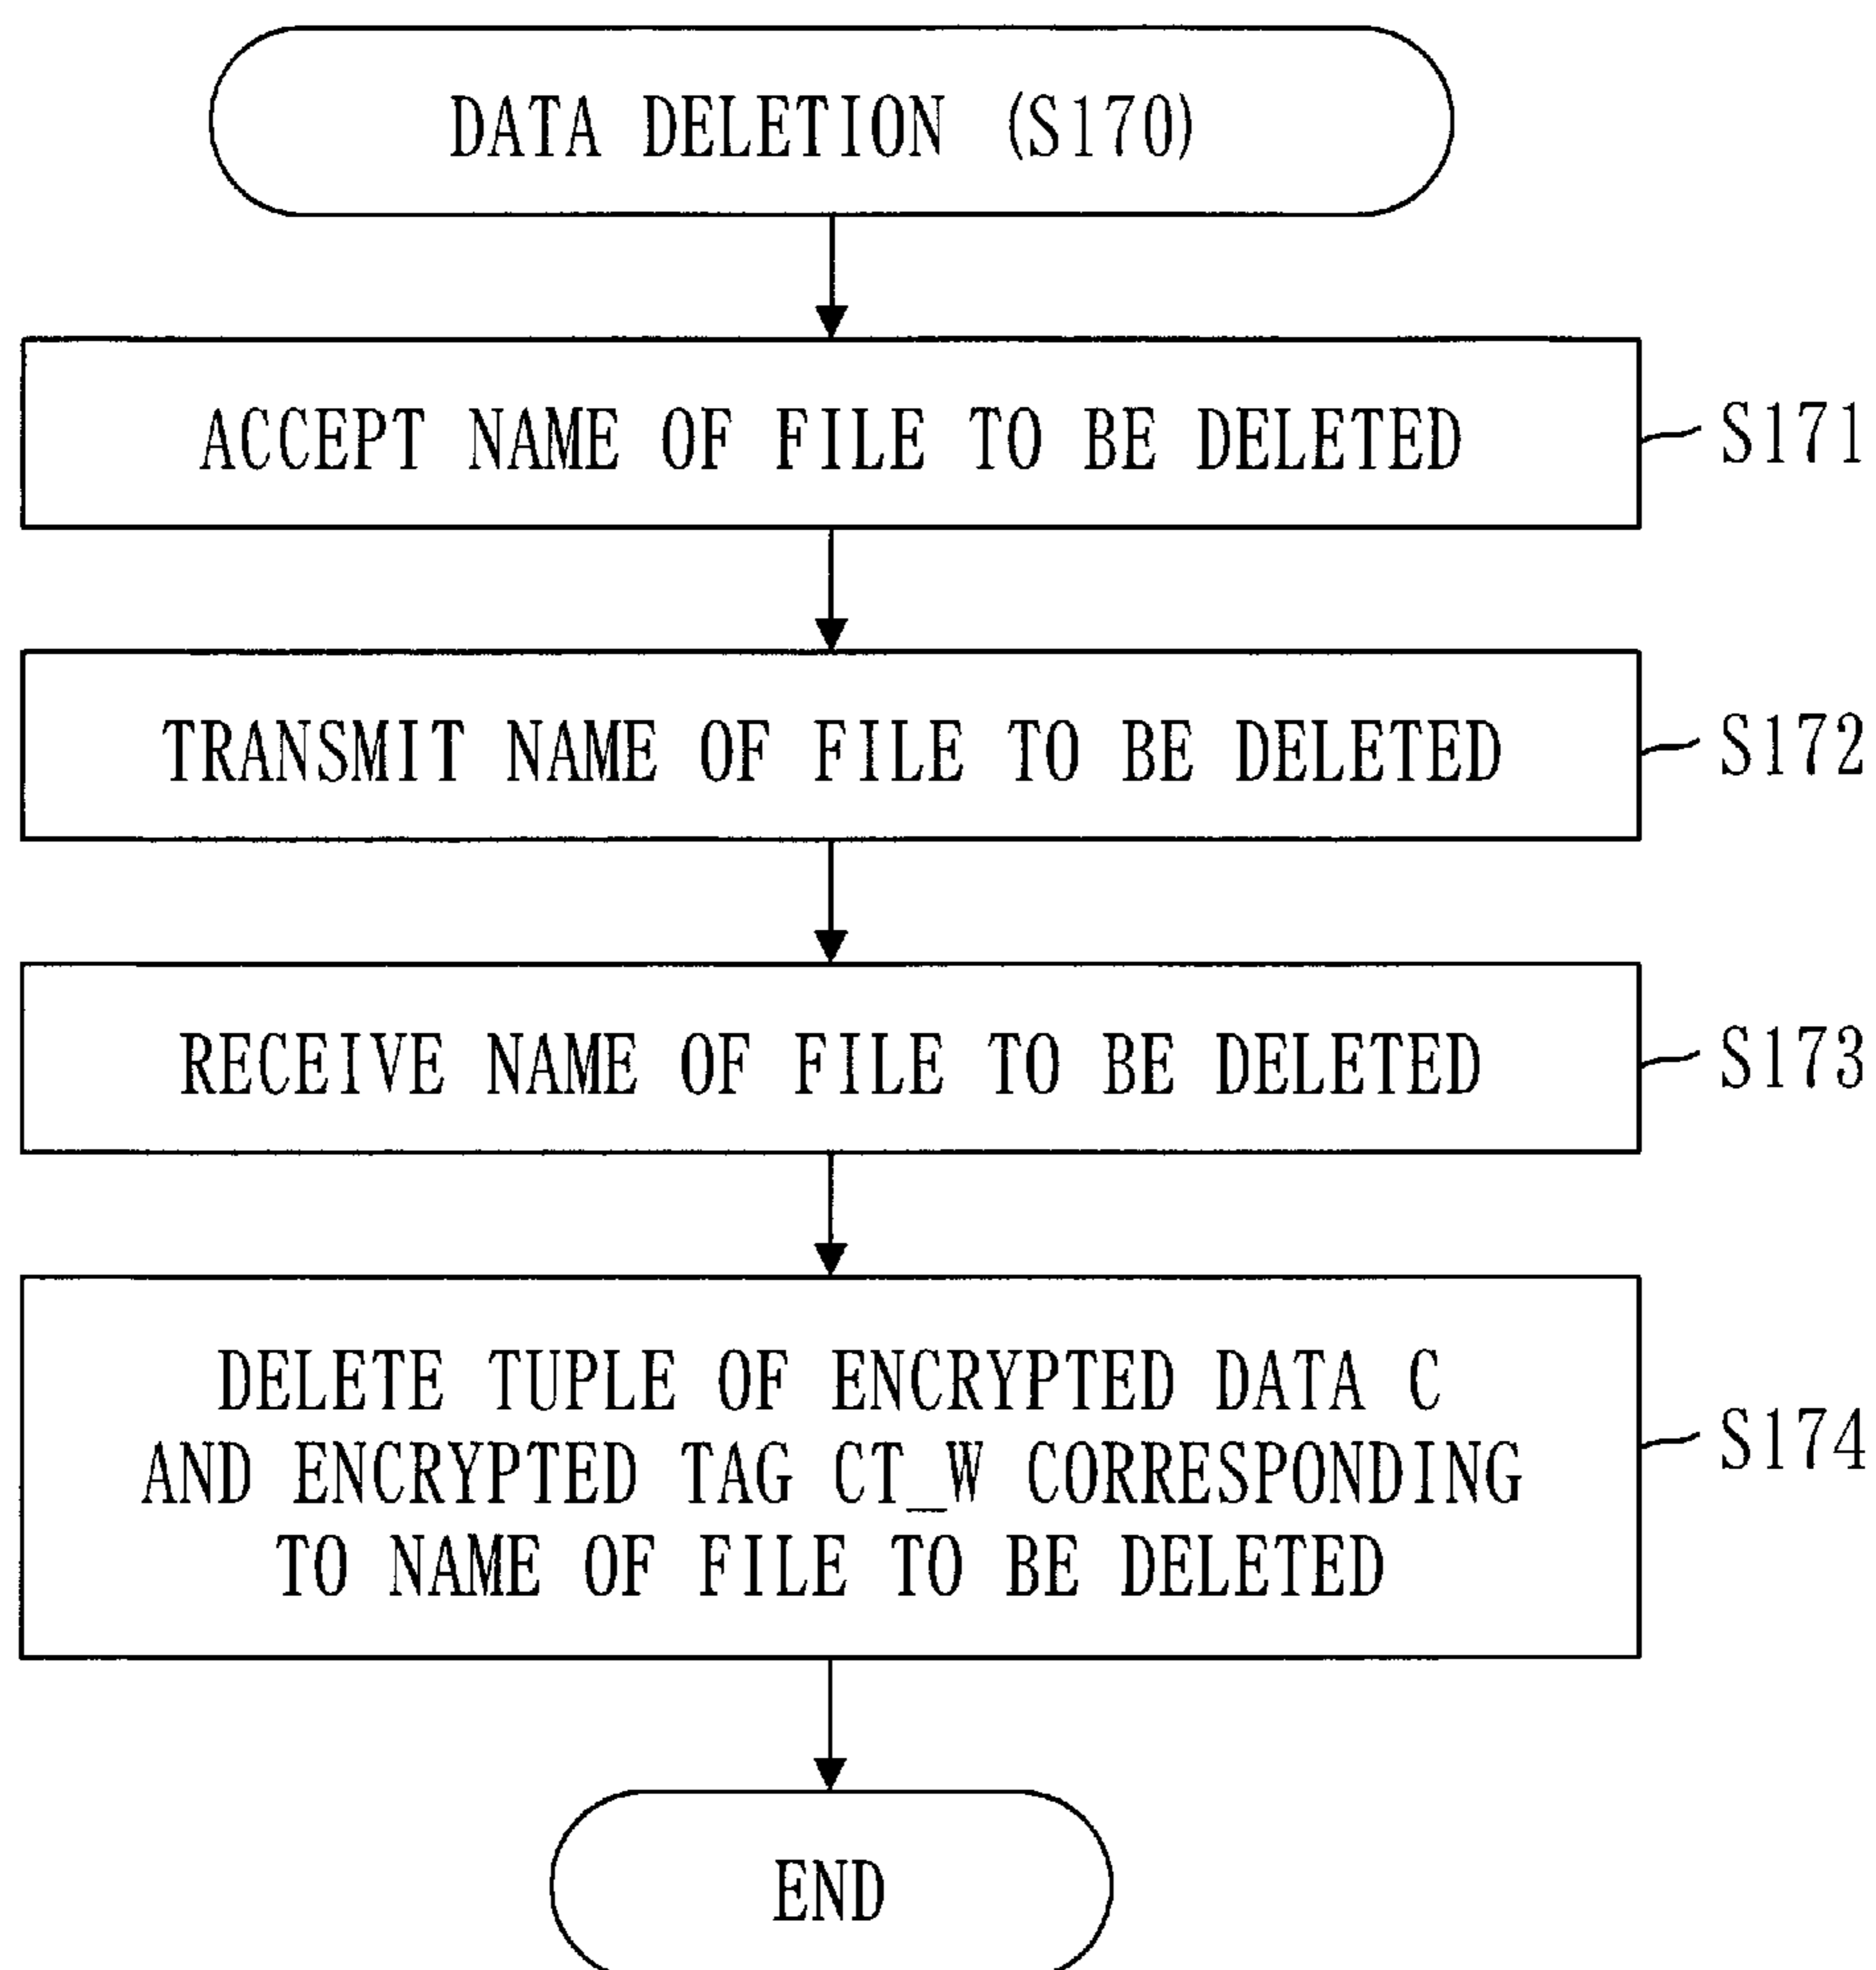 DATA DELETION (S170)
ACCEPT NAME OF FILE TO BE DELETED
S171
TRANSMIT NAME OF FILE TO BE DELETED
S172
RECEIVE NAME OF FILE TO BE DELETED
S173
DELETE TUPLE OF ENCRYPTED DATA C
AND ENCRYPTED TAG CT_W CORRESPONDING
TO NAME OF FILE TO BE DELETED
S174
END